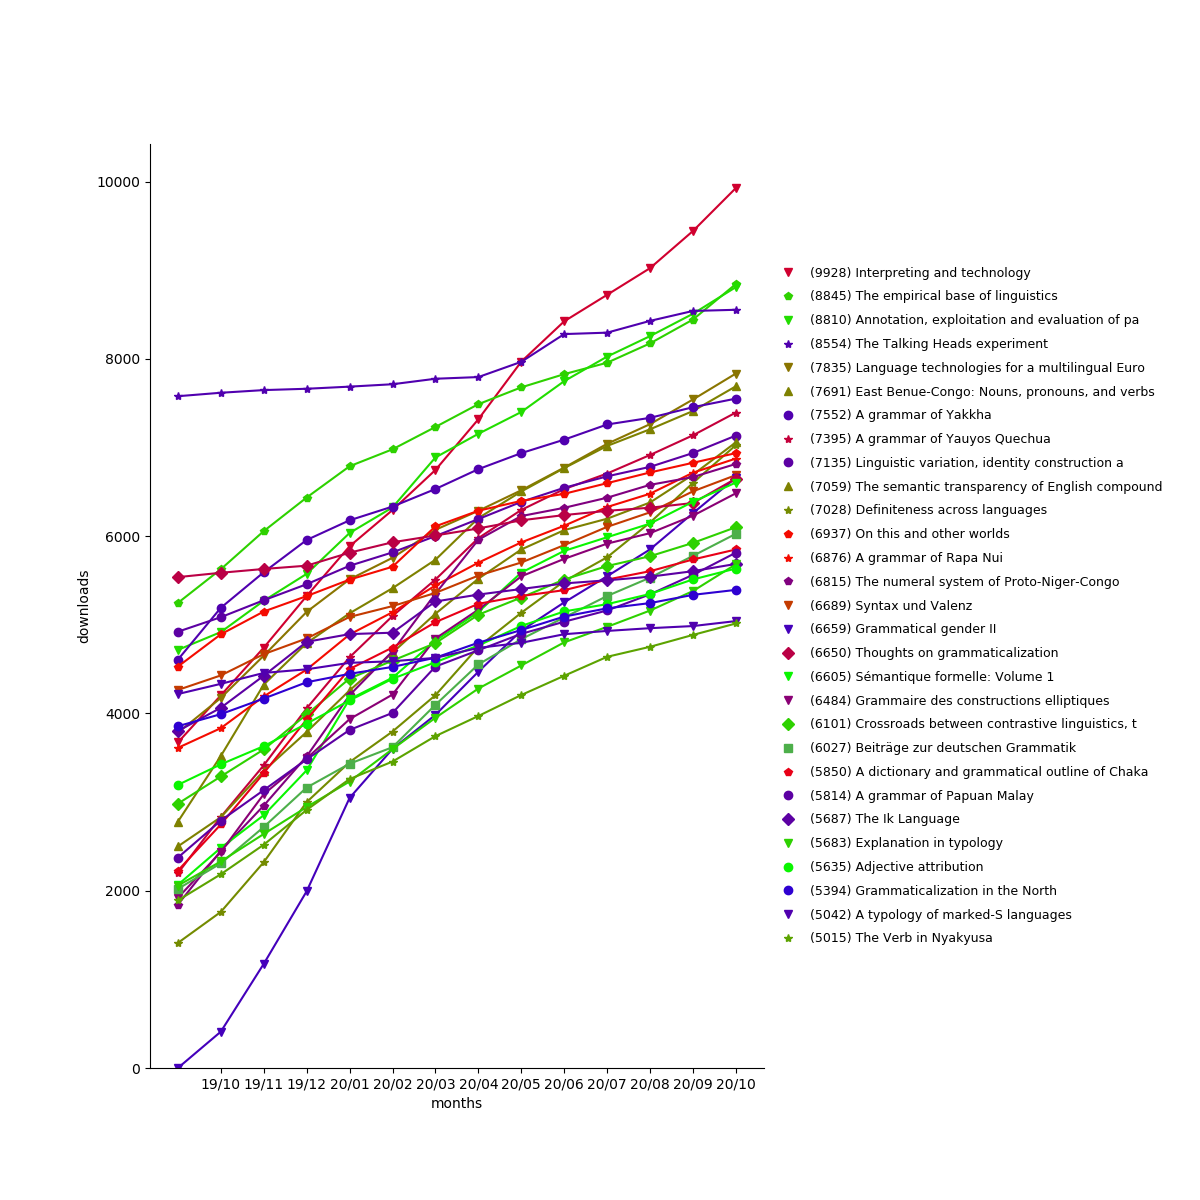 10000
8000
6000
4000
2000
0
downloads
19/10 19/11 19/12 20/01 20/02 20/03 20/04 20/05 20/06 20/07 20/08 20/09 20/10
months
(9928) Interpreting and technology
(8845) The empirical base of linguistics
(8810) Annotation, exploitation and evaluation of pa
(8554) The Talking Heads experiment
(7835) Language technologies for a multilingual Euro
(7691) East Benue-Congo: Nouns, pronouns, and verbs
(7552) A grammar of Yakkha
(7395) A grammar of Yauyos Quechua
(7135) Linguistic variation, identity construction a
(7059) The semantic transparency of English compound
(7028) Definiteness across languages
(6937) On this and other worlds
(6876) A grammar of Rapa Nui
(6815) The numeral system of Proto-Niger-Congo
(6689) Syntax und Valenz
(6659) Grammatical gender II
(6650) Thoughts on grammaticalization
(6605) Sémantique formelle: Volume 1
(6484) Grammaire des constructions elliptiques
(6101) Crossroads between contrastive linguistics, t
(6027) Beiträge zur deutschen Grammatik
(5850) A dictionary and grammatical outline of Chaka
(5814) A grammar of Papuan Malay
(5687) The Ik Language
(5683) Explanation in typology
(5635) Adjective attribution
(5394) Grammaticalization in the North
(5042) A typology of marked-S languages
(5015) The Verb in Nyakyusa